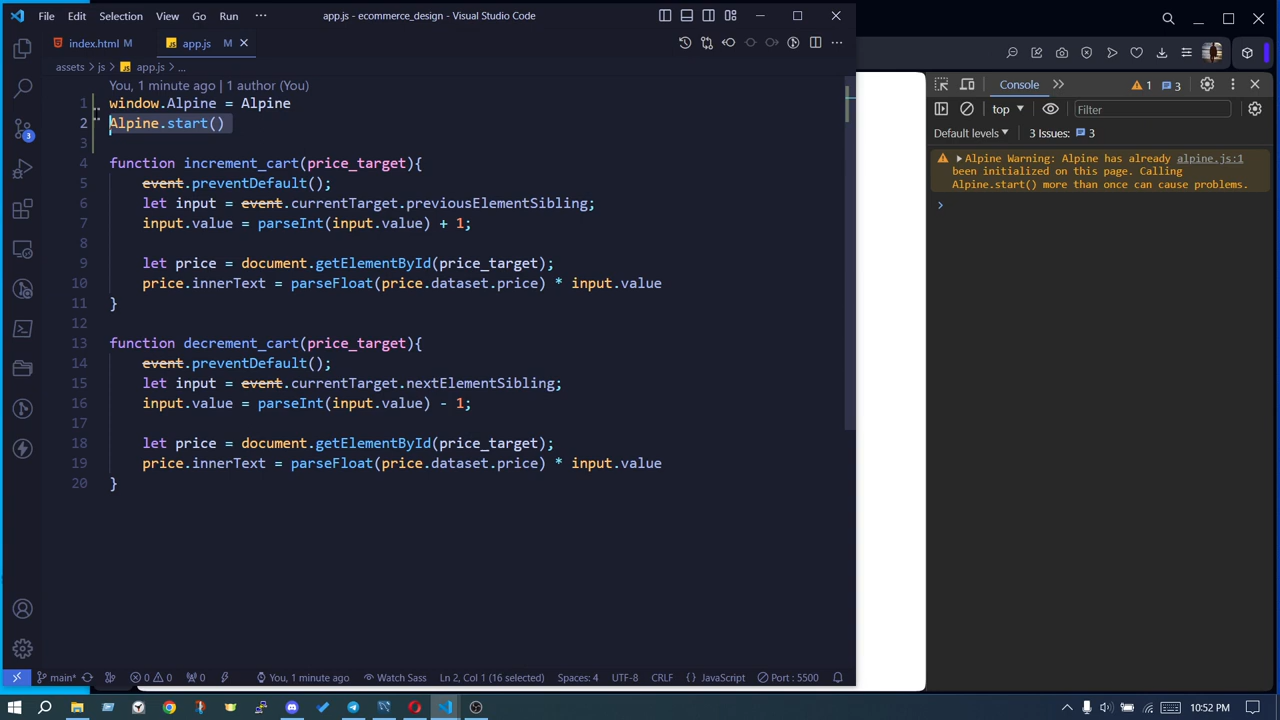 File Edit Selection View Go Run ··· app.js - ecommerce_design - Visual Studio Code
index.html M app.js M
assets > js > app.js > ...
You, 1 minute ago | 1 author (You)
1 window.Alpine = Alpine
2 Alpine.start()
3
4 function increment_cart(price_target){
5 event.preventDefault();
6 let input = event.currentTarget.previousElementSibling;
7 input.value = parseInt(input.value) + 1;
8
9 let price = document.getElementById(price_target);
10 price.innerText = parseFloat(price.dataset.price) * input.value
11 }
12
13 function decrement_cart(price_target){
14 event.preventDefault();
15 let input = event.currentTarget.nextElementSibling;
16 input.value = parseInt(input.value) - 1;
17
18 let price = document.getElementById(price_target);
19 price.innerText = parseFloat(price.dataset.price) * input.value
20 }
3
main* 0 0 0 You, 1 minute ago Watch Sass Ln 2, Col 1 (16 selected) Spaces: 4 UTF-8 CRLF { } JavaScript Port : 5500
Console 1 3
top Filter
Default levels 3 Issues: 3
Alpine Warning: Alpine has already alpine.js:1
been initialized on this page. Calling
Alpine.start() more than once can cause problems.
10:52 PM